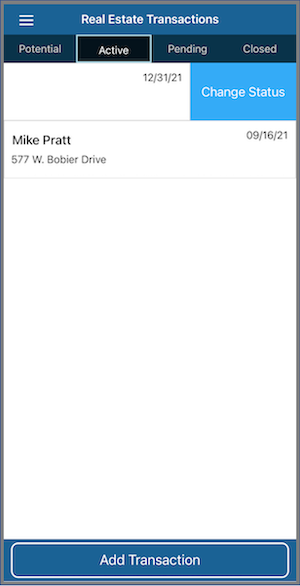 Real Estate Transactions
Potential Active Pending Closed
12/31/21
Change Status
Mike Pratt 09/16/21
577 W. Bobier Drive
Add Transaction